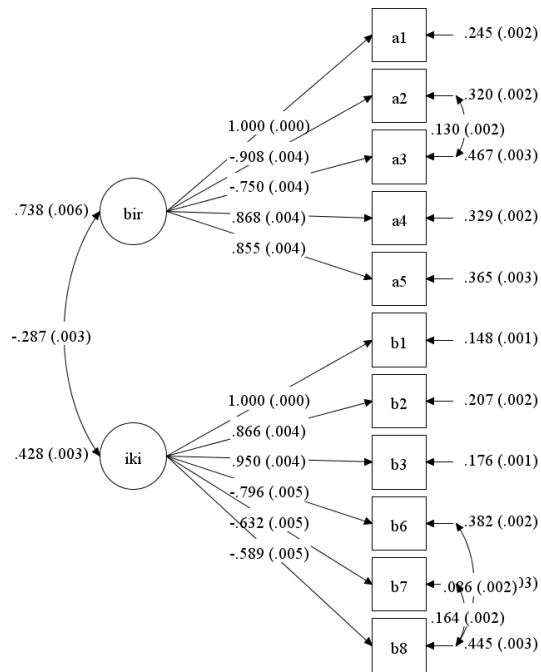 a1
.245 (.002)
a2
.320 (.002)
1.000 (.000)
.130 (.002)
-.908 (.004)
a3
.467 (.003)
-.750 (.004)
.738 (.006)
bir
.868 (.004)
a4
.329 (.002)
.855 (.004)
a5
.365 (.003)
-.287 (.003)
b1
.148 (.001)
1.000 (.000)
b2
.207 (.002)
.866 (.004)
.428 (.003)
iki
.950 (.004)
b3
.176 (.001)
-.796 (.005)
b6
.382 (.002)
-.632 (.005)
-.589 (.005)
b7
.086 (.002)
.164 (.002)
b8
.445 (.003)